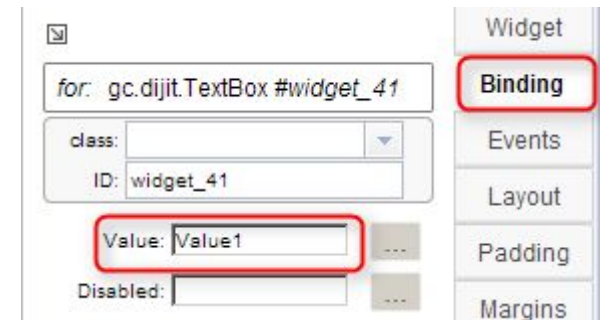 Widget
for: gc.dijit.TextBox #widget_41
Binding
class:
Events
ID: widget_41
Layout
Value: Value1 ...
Padding
Disabled: ...
Margins